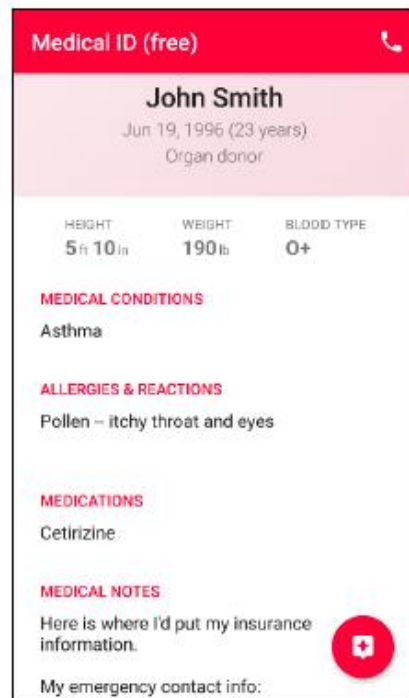 Medical ID (free)
John Smith
Jun 19, 1996 (23 years)
Organ donor
HEIGHT WEIGHT BLOOD TYPE
5 ft 10 in 190 lb O+
MEDICAL CONDITIONS
Asthma
ALLERGIES & REACTIONS
Pollen – itchy throat and eyes
MEDICATIONS
Cetirizine
MEDICAL NOTES
Here is where I'd put my insurance
information.
My emergency contact info: